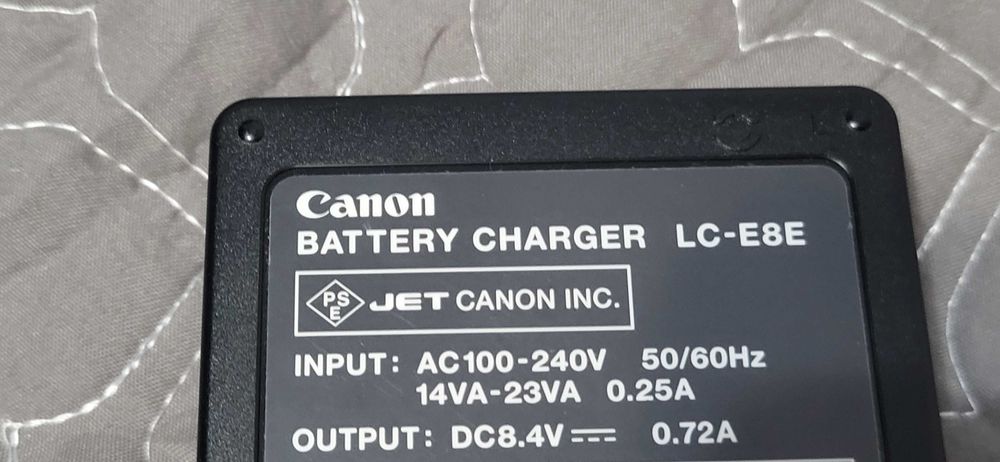 Canon
BATTERY CHARGER LC-E8E
PS E JET CANON INC.
INPUT: AC100-240V 50/60Hz
14VA-23VA 0.25A
OUTPUT: DC8.4V⎓ 0.72A